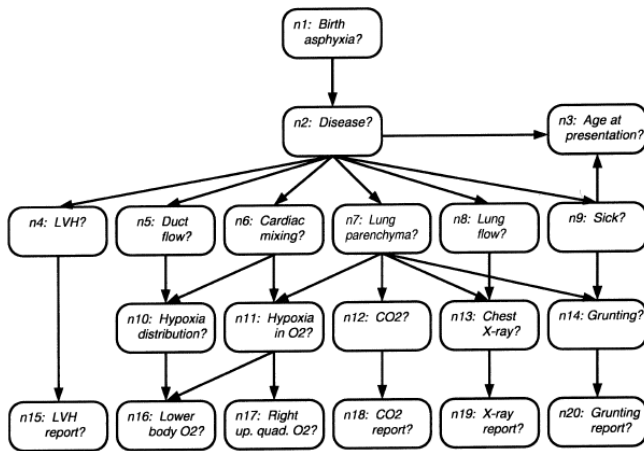 n1: Birth
asphyxia?
n2: Disease?
n3: Age at
presentation?
n4: LVH?
n5: Duct
flow?
n6: Cardiac
mixing?
n7: Lung
parenchyma?
n8: Lung
flow?
n9: Sick?
n10: Hypoxia
distribution?
n11: Hypoxia
in O2?
n12: CO2?
n13: Chest
X-ray?
n14: Grunting?
n15: LVH
report?
n16: Lower
body O2?
n17: Right
up. quad. O2?
n18: CO2
report?
n19: X-ray
report?
n20: Grunting
report?